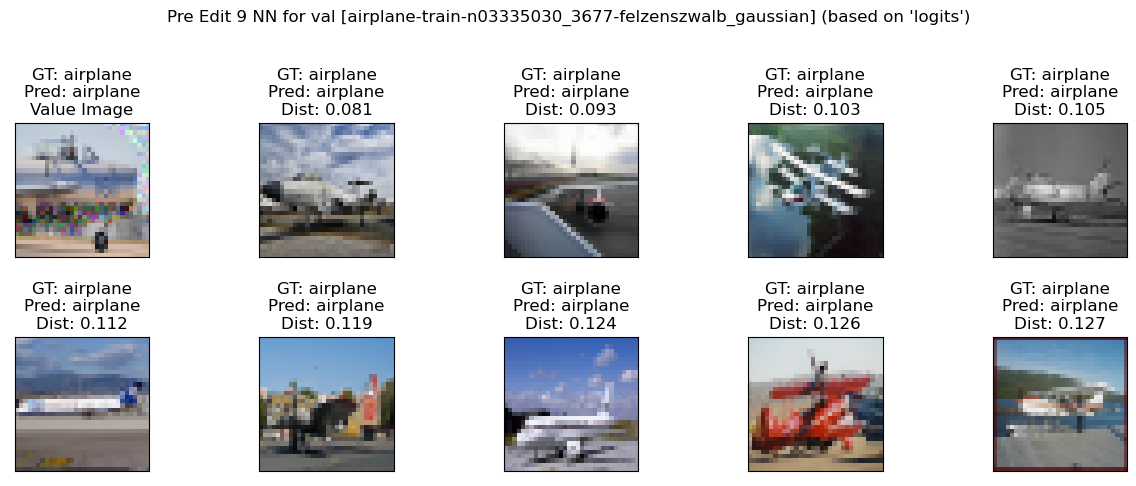 Pre Edit 9 NN for val [airplane-train-n03335030_3677-felzenszwalb_gaussian] (based on 'logits')
GT: airplane
Pred: airplane
Value Image
GT: airplane
Pred: airplane
Dist: 0.081
GT: airplane
Pred: airplane
Dist: 0.093
GT: airplane
Pred: airplane
Dist: 0.103
GT: airplane
Pred: airplane
Dist: 0.105
GT: airplane
Pred: airplane
Dist: 0.112
GT: airplane
Pred: airplane
Dist: 0.119
GT: airplane
Pred: airplane
Dist: 0.124
GT: airplane
Pred: airplane
Dist: 0.126
GT: airplane
Pred: airplane
Dist: 0.127